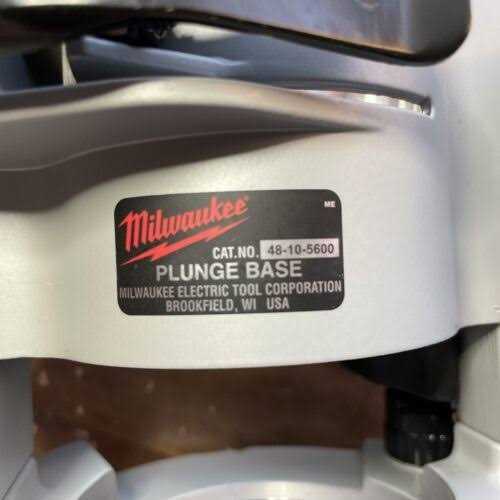 ME
Milwaukee
CAT.NO. 48-10-5600
PLUNGE BASE
MILWAUKEE ELECTRIC TOOL CORPORATION
BROOKFIELD, WI USA